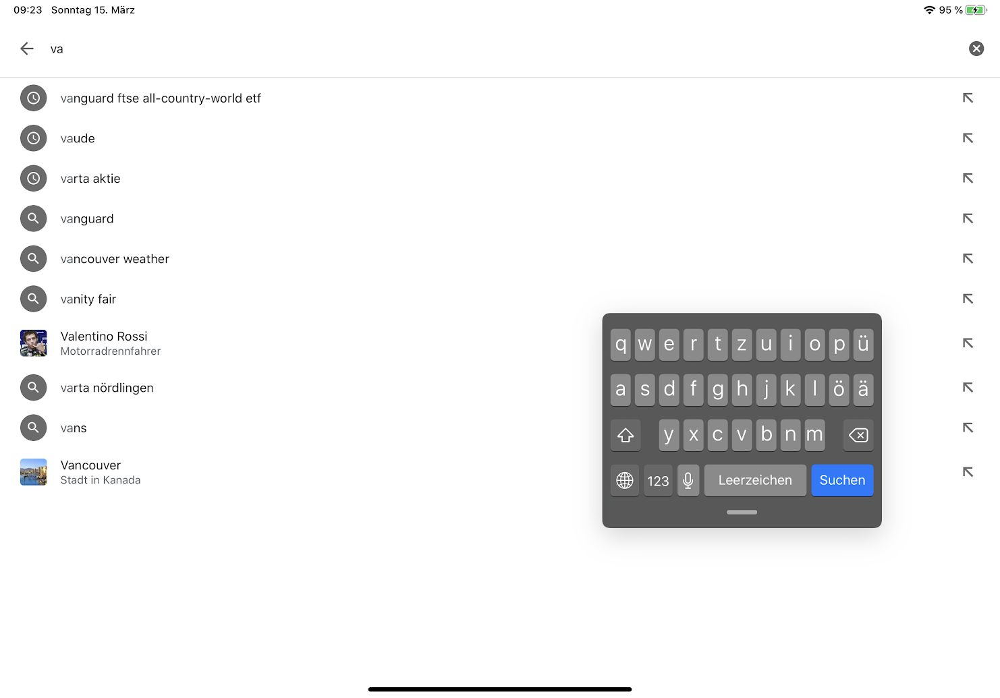 09:23 Sonntag 15. März 95 %
va
vanguard ftse all-country-world etf
vaude
varta aktie
vanguard
vancouver weather
vanity fair
Valentino Rossi
Motorradrennfahrer
varta nördlingen
vans
Vancouver
Stadt in Kanada
q w e r t z u i o p ü
a s d f g h j k l ö ä
y x c v b n m
123 Leerzeichen Suchen